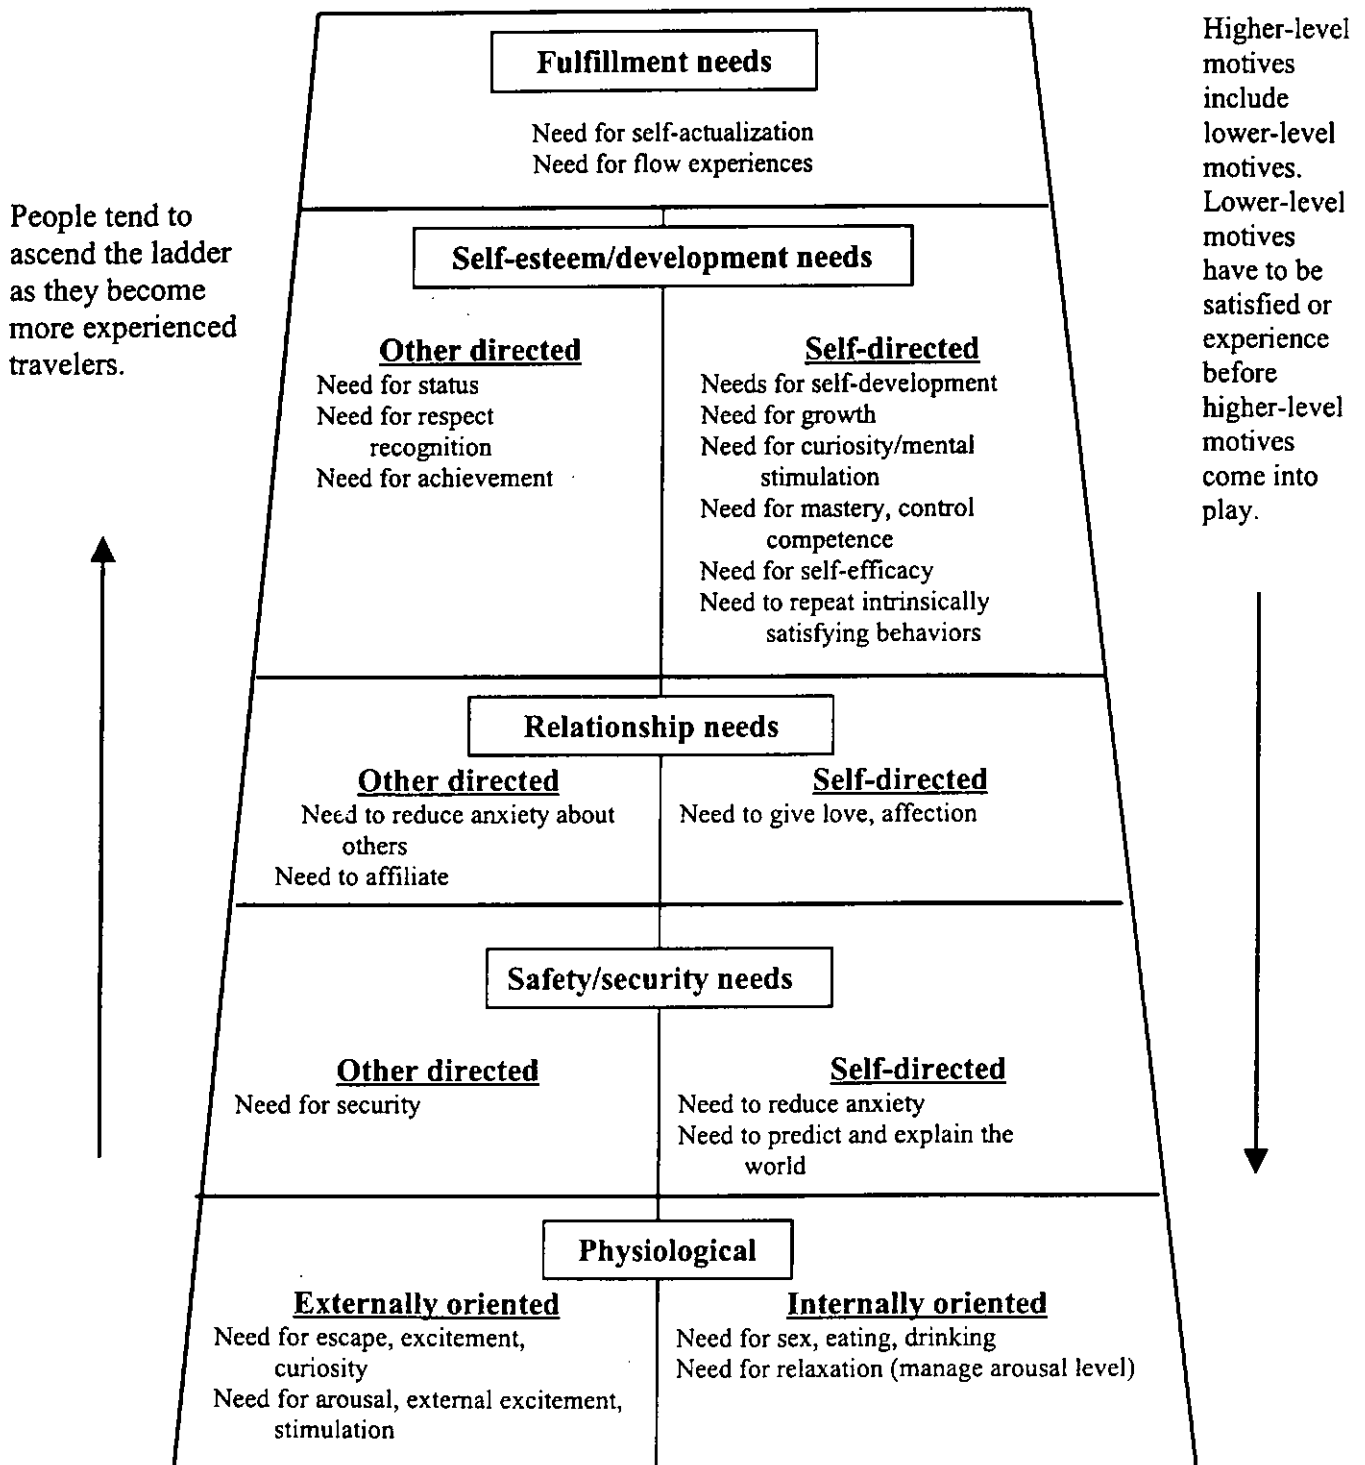 Fulfillment needs
Need for self-actualization
Need for flow experiences
People tend to
ascend the ladder
as they become
more experienced
travelers.
Higher-level
motives
include
lower-level
motives.
Lower-level
motives
have to be
satisfied or
experience
before
higher-level
motives
come into
play.
Self-esteem/development needs
Other directed
Need for status
Need for respect
recognition
Need for achievement
Self-directed
Needs for self-development
Need for growth
Need for curiosity/mental
stimulation
Need for mastery, control
competence
Need for self-efficacy
Need to repeat intrinsically
satisfying behaviors
Relationship needs
Other directed
Need to reduce anxiety about
others
Need to affiliate
Self-directed
Need to give love, affection
Safety/security needs
Other directed
Need for security
Self-directed
Need to reduce anxiety
Need to predict and explain the
world
Physiological
Externally oriented
Need for escape, excitement,
curiosity
Need for arousal, external excitement,
stimulation
Internally oriented
Need for sex, eating, drinking
Need for relaxation (manage arousal level)